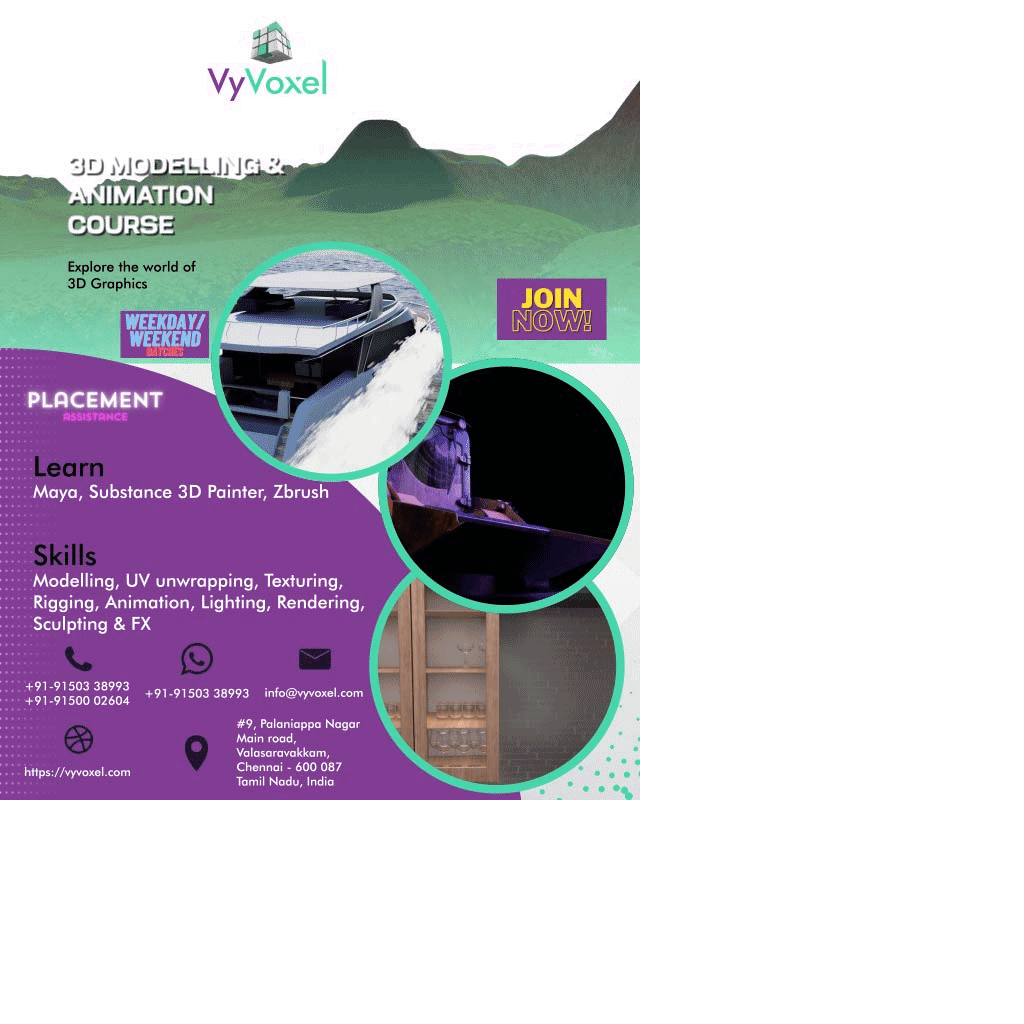 VyVoxel
3D MODELLING &
ANIMATION
COURSE
Explore the world of
3D Graphics
WEEKDAY/
WEEKEND
BATCHES
JOIN
NOW!
PLACEMENT
ASSISTANCE
Learn
Maya, Substance 3D Painter, Zbrush
Skills
Modelling, UV unwrapping, Texturing,
Rigging, Animation, Lighting, Rendering,
Sculpting & FX
+91-91503 38993
+91-91500 02604
+91-91503 38993
info@vyvoxel.com
https://vyvoxel.com
#9, Palaniappa Nagar
Main road,
Valasaravakkam,
Chennai - 600 087
Tamil Nadu, India